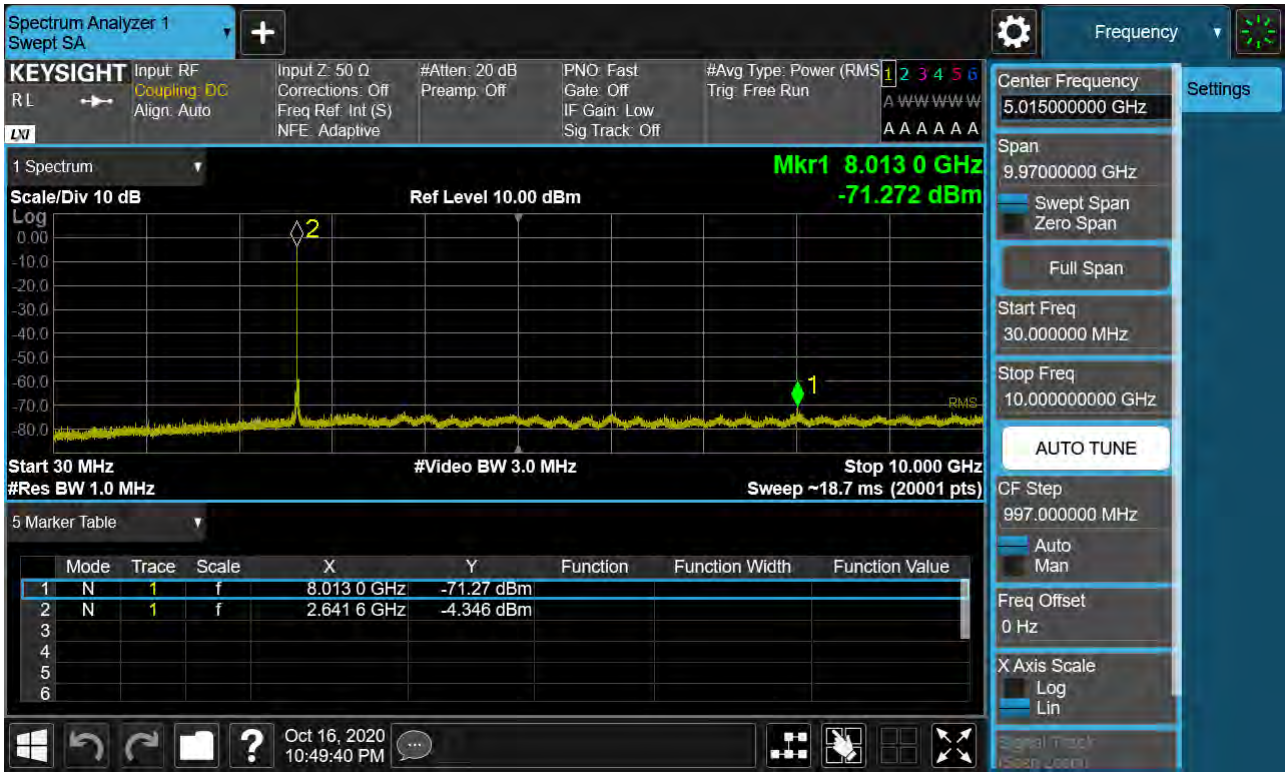 Spectrum Analyzer 1
Swept SA
+
Frequency
KEYSIGHT
RL
LXI
Input: RF
Coupling: DC
Align: Auto
Input Z: 50 Ω
Corrections: Off
Freq Ref: Int (S)
NFE: Adaptive
#Atten: 20 dB
Preamp: Off
PNO: Fast
Gate: Off
IF Gain: Low
Sig Track: Off
#Avg Type: Power (RMS
Trig: Free Run
1 2 3 4 5 6
A W W W W W
A A A A A A
1 Spectrum
Mkr1 8.013 0 GHz
-71.272 dBm
Scale/Div 10 dB
Ref Level 10.00 dBm
Log
0.00
-10.0
-20.0
-30.0
-40.0
-50.0
-60.0
-70.0
-80.0
2
1
RMS
Start 30 MHz
#Video BW 3.0 MHz
Stop 10.000 GHz
#Res BW 1.0 MHz
Sweep ~18.7 ms (20001 pts)
5 Marker Table
Mode Trace Scale X Y Function Function Width Function Value
1 N 1 f 8.013 0 GHz -71.27 dBm
2 N 1 f 2.641 6 GHz -4.346 dBm
3
4
5
6
?
Oct 16, 2020
10:49:40 PM
Center Frequency
5.015000000 GHz
Settings
Span
9.97000000 GHz
Swept Span
Zero Span
Full Span
Start Freq
30.000000 MHz
Stop Freq
10.000000000 GHz
AUTO TUNE
CF Step
997.000000 MHz
Auto
Man
Freq Offset
0 Hz
X Axis Scale
Log
Lin
Signal Track
(Span Zoom)